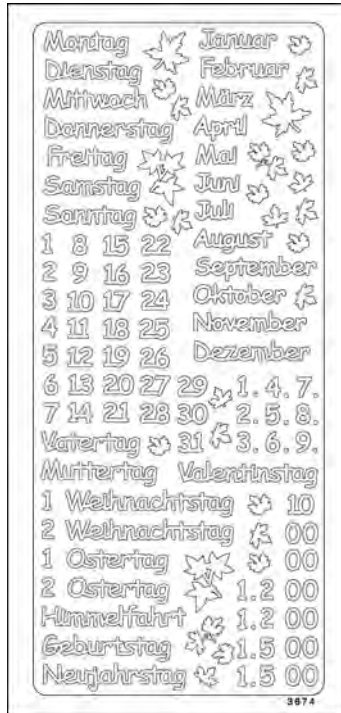 Montag Januar
Dienstag Februar
Mittwoch März
Donnerstag April
Freitag Mai
Samstag Juni
Sonntag Juli
1 8 15 22 August
2 9 16 23 September
3 10 17 24 Oktober
4 11 18 25 November
5 12 19 26 Dezember
6 13 20 27 29 1. 4. 7.
7 14 21 28 30 2. 5. 8.
Vatertag 31 3. 6. 9.
Muttertag Valentinstag
1 Weihnachtstag 10
2 Weihnachtstag 00
1 Ostertag 00
2 Ostertag 1.2 00
Himmelfahrt 1.2 00
Geburtstag 1.5 00
Neujahrstag 1.5 00
3674